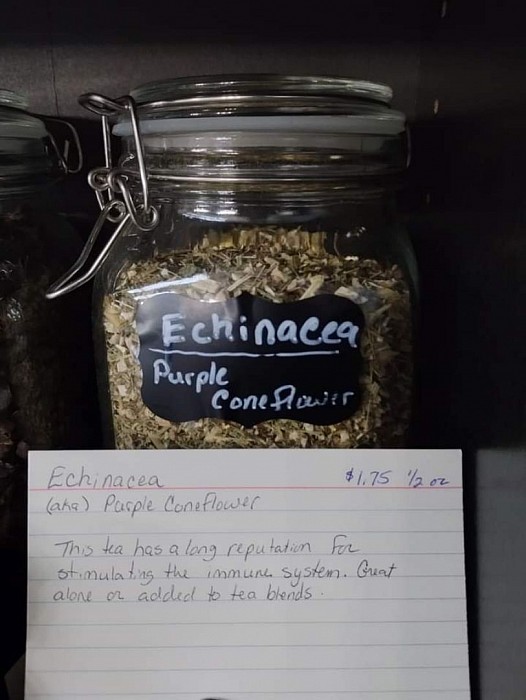 Echinacea
Purple
Coneflower
Echinacea $1.75 1/2 oz
(aka) Purple Coneflower
This tea has a long reputation for
stimulating the immune system. Great
alone or added to tea blends.